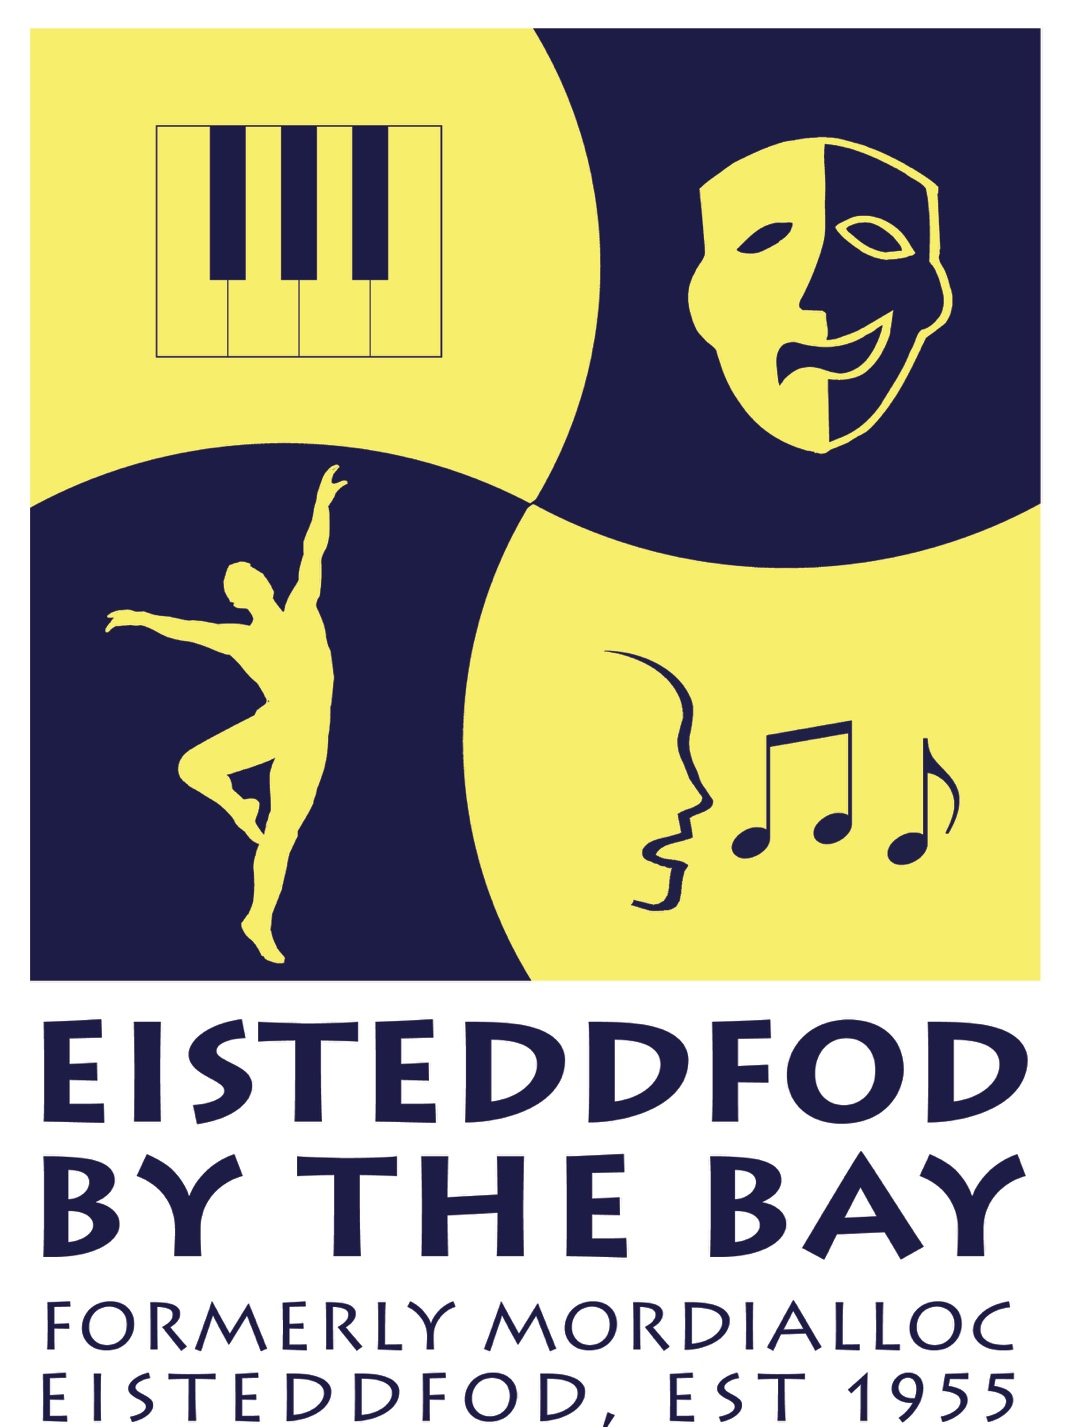 EISTEDDFOD
BY THE BAY
FORMERLY MORDIALLOC
EISTEDDFOD, EST 1955